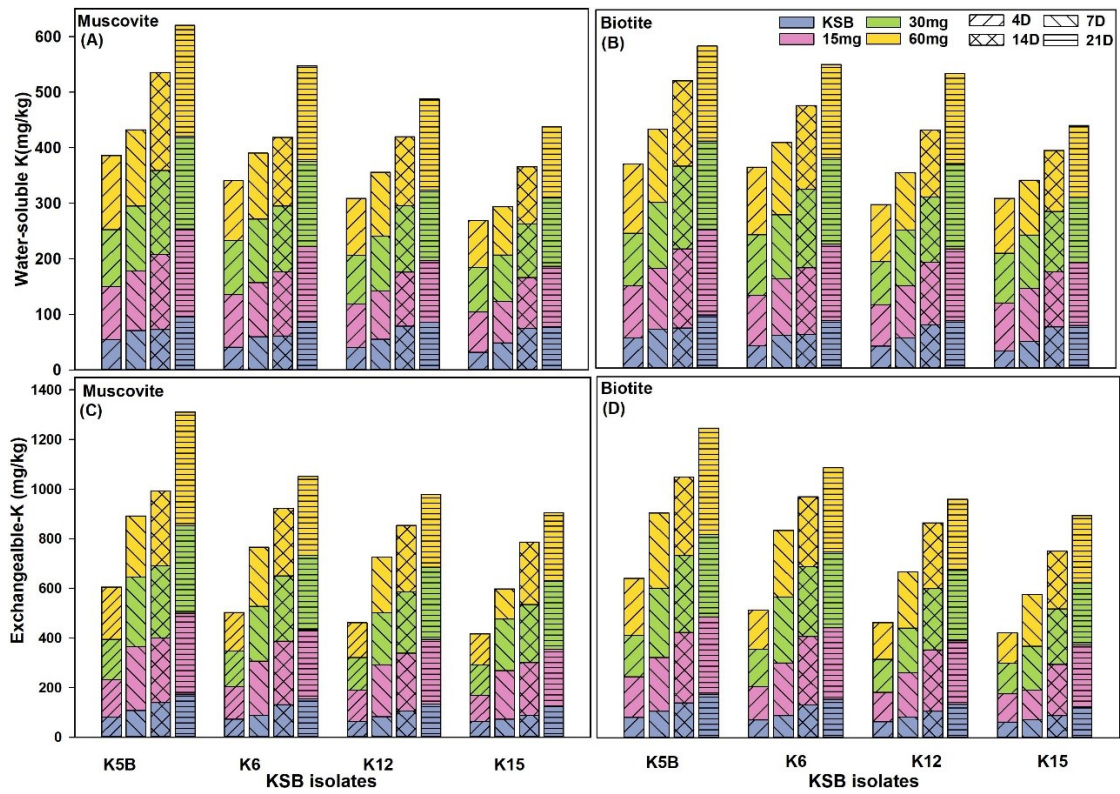 Muscovite
(A)
Biotite
(B)
KSB
30mg
4D
7D
15mg
60mg
14D
21D
Water-soluble K(mg/kg)
600
500
400
300
200
100
0
Muscovite
(C)
Biotite
(D)
Exchangealble-K (mg/kg)
1400
1200
1000
800
600
400
200
0
K5B
K6
K12
K15
K5B
K6
K12
K15
KSB isolates
KSB isolates